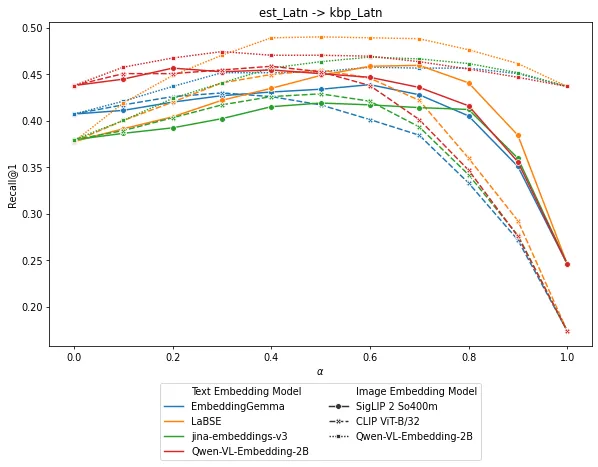 est_Latn -> kbp_Latn
Recall@1
0.50
0.45
0.40
0.35
0.30
0.25
0.20
0.0
0.2
0.4
0.6
0.8
1.0
α
Text Embedding Model
EmbeddingGemma
LaBSE
jina-embeddings-v3
Qwen-VL-Embedding-2B
Image Embedding Model
SigLIP 2 So400m
CLIP ViT-B/32
Qwen-VL-Embedding-2B